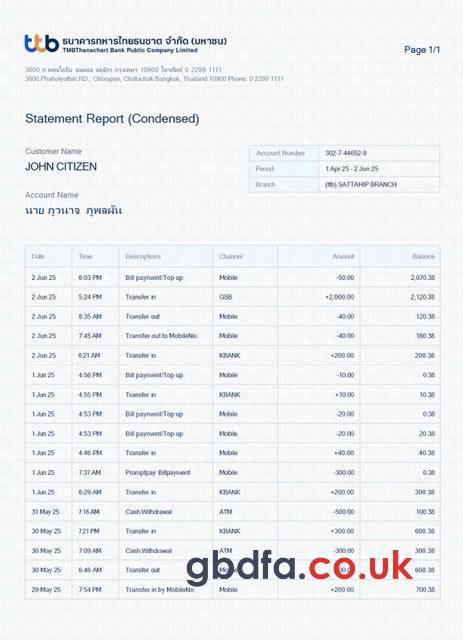 ttb ธนาคารทหารไทยธนชาต จำกัด (มหาชน)
TMBThanachart Bank Public Company Limited
Page 1/1
3000 ถ.พหลโยธิน จอมพล จตุจักร กรุงเทพฯ 10900 โทรศัพท์ 0 2299 1111
3000 Phaholyothin RD., Chompon, Chatuchak Bangkok, Thailand 10900 Phone: 0 2299 1111
Statement Report (Condensed)
Customer Name
JOHN CITIZEN
Account Number 302-7-44652-9
Period 1 Apr 25 - 2 Jun 25
Branch (ttb) SATTAHIP BRANCH
Account Name
นาย ภูวนาจ ภูพลผัน
Date Time Descriptions Channel Amount Balance
2 Jun 25 6:03 PM Bill payment/Top up Mobile -50.00 2,070.38
2 Jun 25 5:24 PM Transfer in GSB +2,000.00 2,120.38
2 Jun 25 8:35 AM Transfer out Mobile -40.00 120.38
2 Jun 25 7:45 AM Transfer out to MobileNo. Mobile -40.00 160.38
2 Jun 25 6:21 AM Transfer in KBANK +200.00 200.38
1 Jun 25 4:56 PM Bill payment/Top up Mobile -10.00 0.38
1 Jun 25 4:55 PM Transfer in KBANK +10.00 10.38
1 Jun 25 4:53 PM Bill payment/Top up Mobile -20.00 0.38
1 Jun 25 4:53 PM Bill payment/Top up Mobile -20.00 20.38
1 Jun 25 4:46 PM Transfer in Mobile +40.00 40.38
1 Jun 25 7:37 AM Promptpay Billpayment Mobile -300.00 0.38
1 Jun 25 6:29 AM Transfer in KBANK +200.00 300.38
31 May 25 7:16 AM Cash Withdrawal ATM -500.00 100.38
30 May 25 7:21 PM Transfer in KBANK +300.00 600.38
30 May 25 7:09 AM Cash Withdrawal ATM -300.00 300.38
30 May 25 6:46 AM Transfer out 600.38
gbdfa.co.uk
29 May 25 7:54 PM Transfer in by MobileNo. Mobile +200.00 700.38